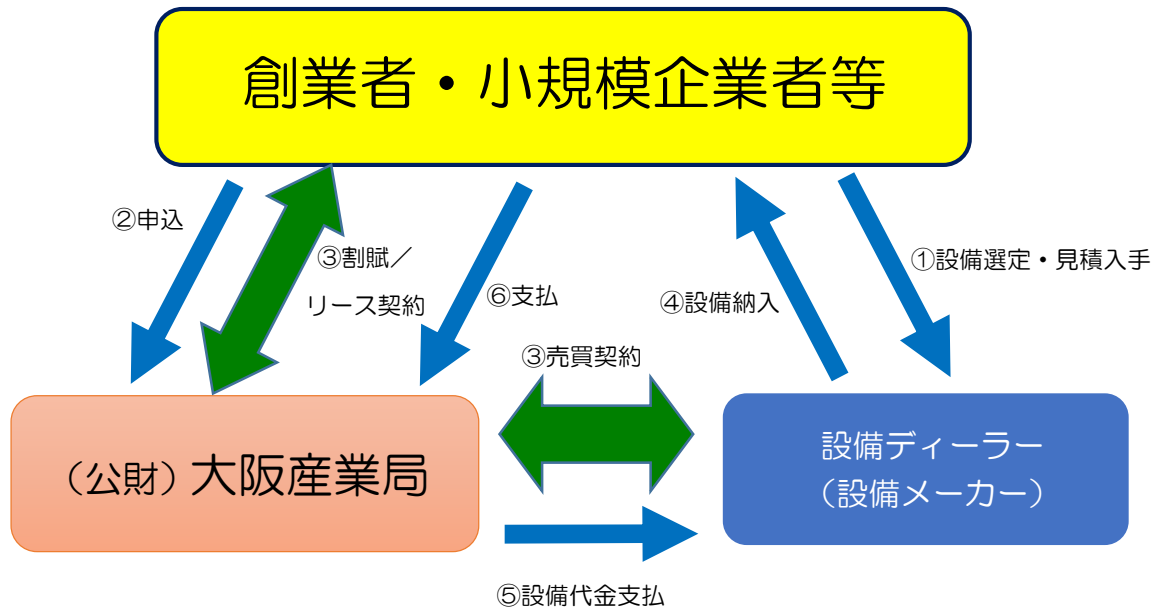 創業者・小規模企業者等
②申込
③割賦／
リース契約
⑥支払
④設備納入
①設備選定・見積入手
③売買契約
（公財）大阪産業局
設備ディーラー
（設備メーカー）
⑤設備代金支払